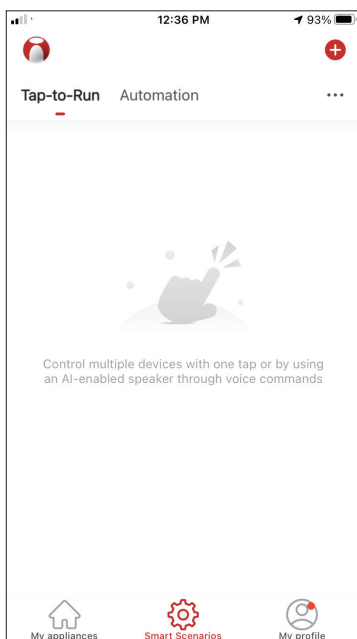 12:36 PM 93%
Tap-to-Run Automation
Control multiple devices with one tap or by using
an AI-enabled speaker through voice commands
My appliances Smart Scenarios My profile